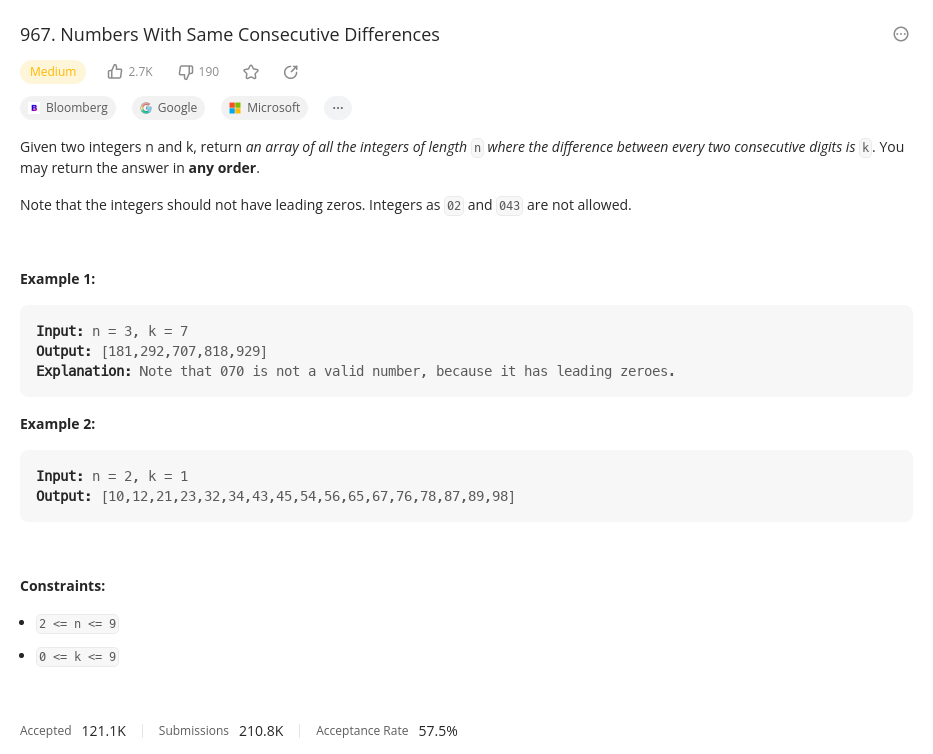 967. Numbers With Same Consecutive Differences
Medium 2.7K 190
B Bloomberg Google Microsoft ...
Given two integers n and k, return an array of all the integers of length n where the difference between every two consecutive digits is k. You
may return the answer in any order.
Note that the integers should not have leading zeros. Integers as 02 and 043 are not allowed.
Example 1:
Input: n = 3, k = 7
Output: [181,292,707,818,929]
Explanation: Note that 070 is not a valid number, because it has leading zeroes.
Example 2:
Input: n = 2, k = 1
Output: [10,12,21,23,32,34,43,45,54,56,65,67,76,78,87,89,98]
Constraints:
• 2 <= n <= 9
• 0 <= k <= 9
Accepted 121.1K Submissions 210.8K Acceptance Rate 57.5%